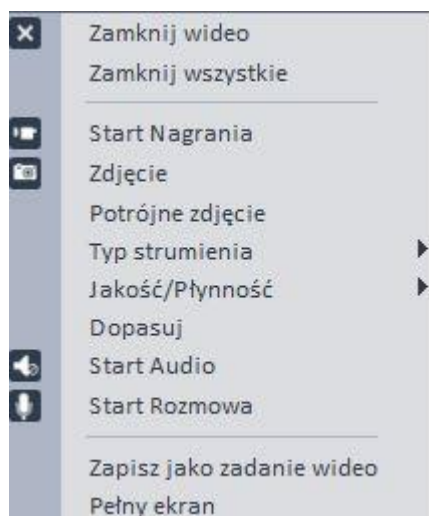 Zamknij wideo
Zamknij wszystkie
Start Nagrania
Zdjęcie
Potrójne zdjęcie
Typ strumienia
Jakość/Płynność
Dopasuj
Start Audio
Start Rozmowa
Zapisz jako zadanie wideo
Pełny ekran